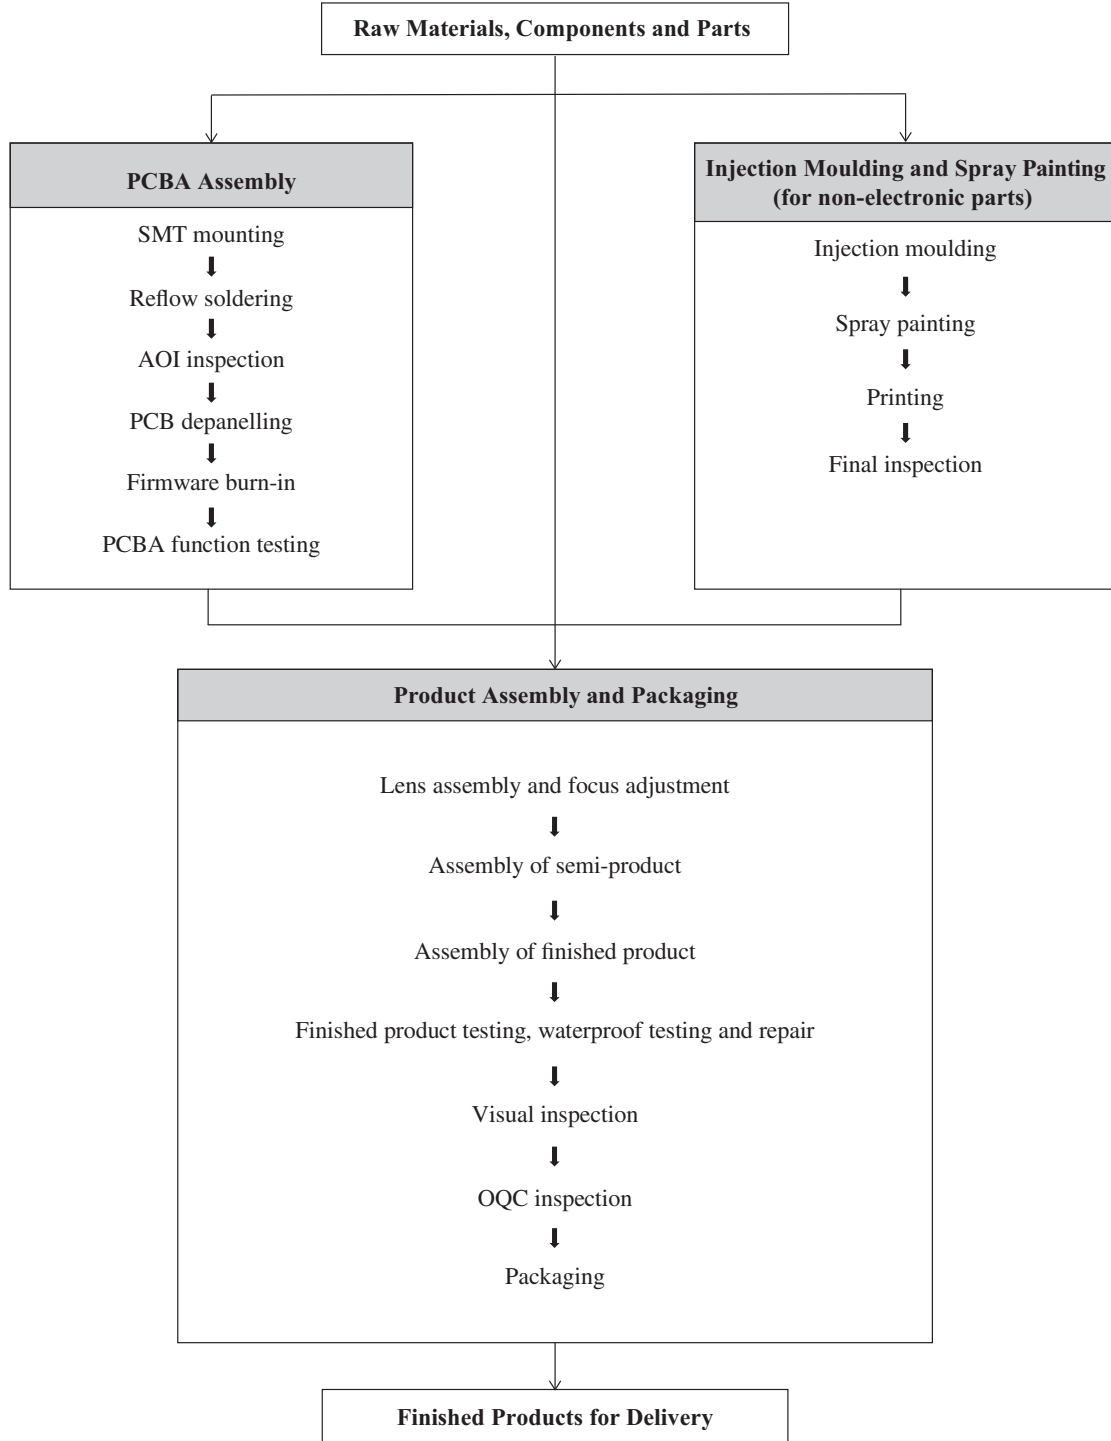 Raw Materials, Components and Parts
PCBA Assembly
SMT mounting
Reflow soldering
AOI inspection
PCB depanelling
Firmware burn-in
PCBA function testing
Injection Moulding and Spray Painting
(for non-electronic parts)
Injection moulding
Spray painting
Printing
Final inspection
Product Assembly and Packaging
Lens assembly and focus adjustment
Assembly of semi-product
Assembly of finished product
Finished product testing, waterproof testing and repair
Visual inspection
OQC inspection
Packaging
Finished Products for Delivery